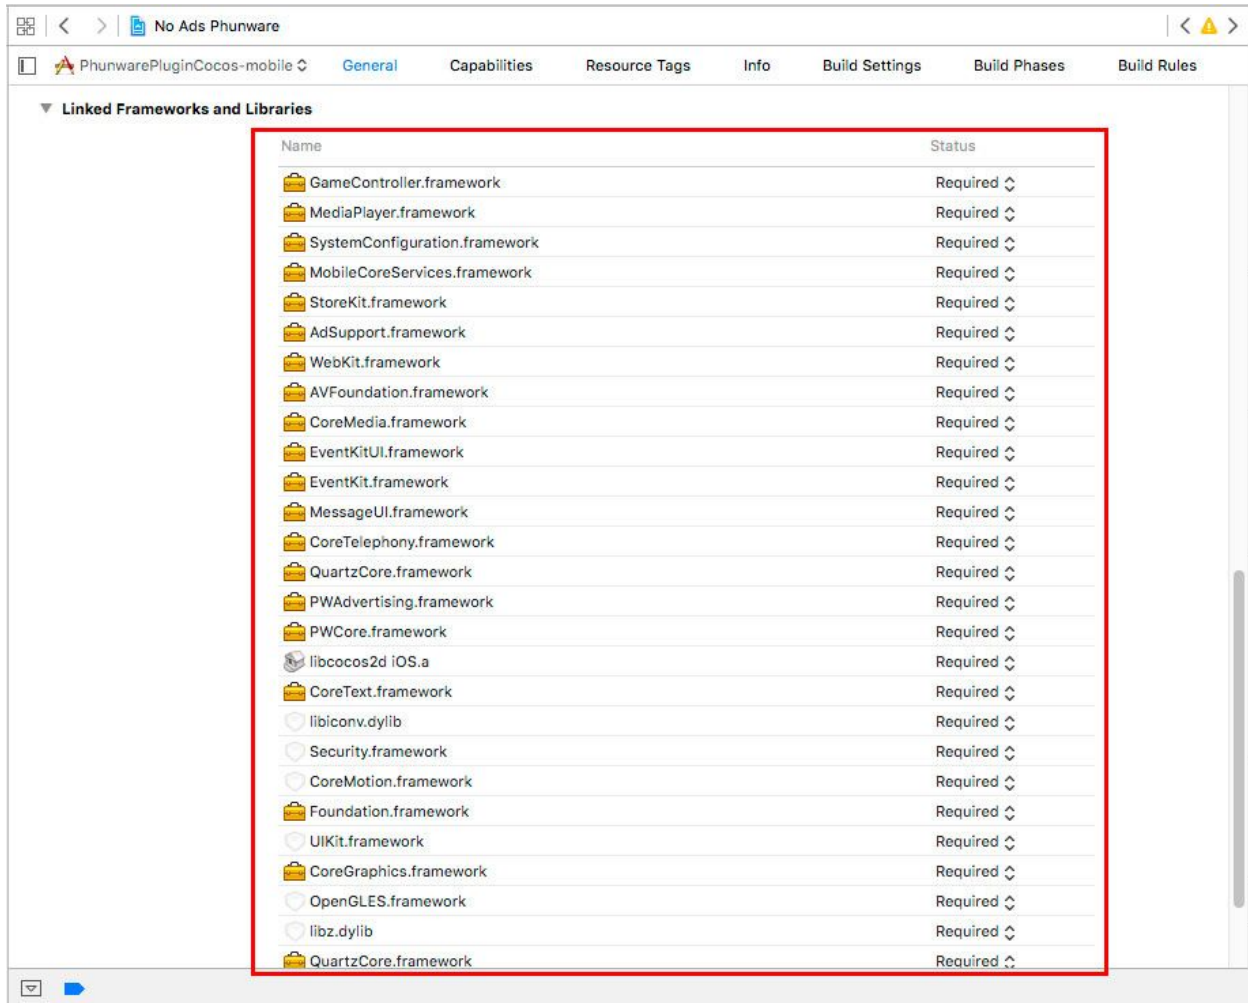 No Ads Phunware
PhunwarePluginCocos-mobile General Capabilities Resource Tags Info Build Settings Build Phases Build Rules
Linked Frameworks and Libraries
Name Status
GameController.framework Required
MediaPlayer.framework Required
SystemConfiguration.framework Required
MobileCoreServices.framework Required
StoreKit.framework Required
AdSupport.framework Required
WebKit.framework Required
AVFoundation.framework Required
CoreMedia.framework Required
EventKitUI.framework Required
EventKit.framework Required
MessageUI.framework Required
CoreTelephony.framework Required
QuartzCore.framework Required
PWAdvertising.framework Required
PWCore.framework Required
libcocos2d iOS.a Required
CoreText.framework Required
libiconv.dylib Required
Security.framework Required
CoreMotion.framework Required
Foundation.framework Required
UIKit.framework Required
CoreGraphics.framework Required
OpenGLES.framework Required
libz.dylib Required
QuartzCore.framework Required